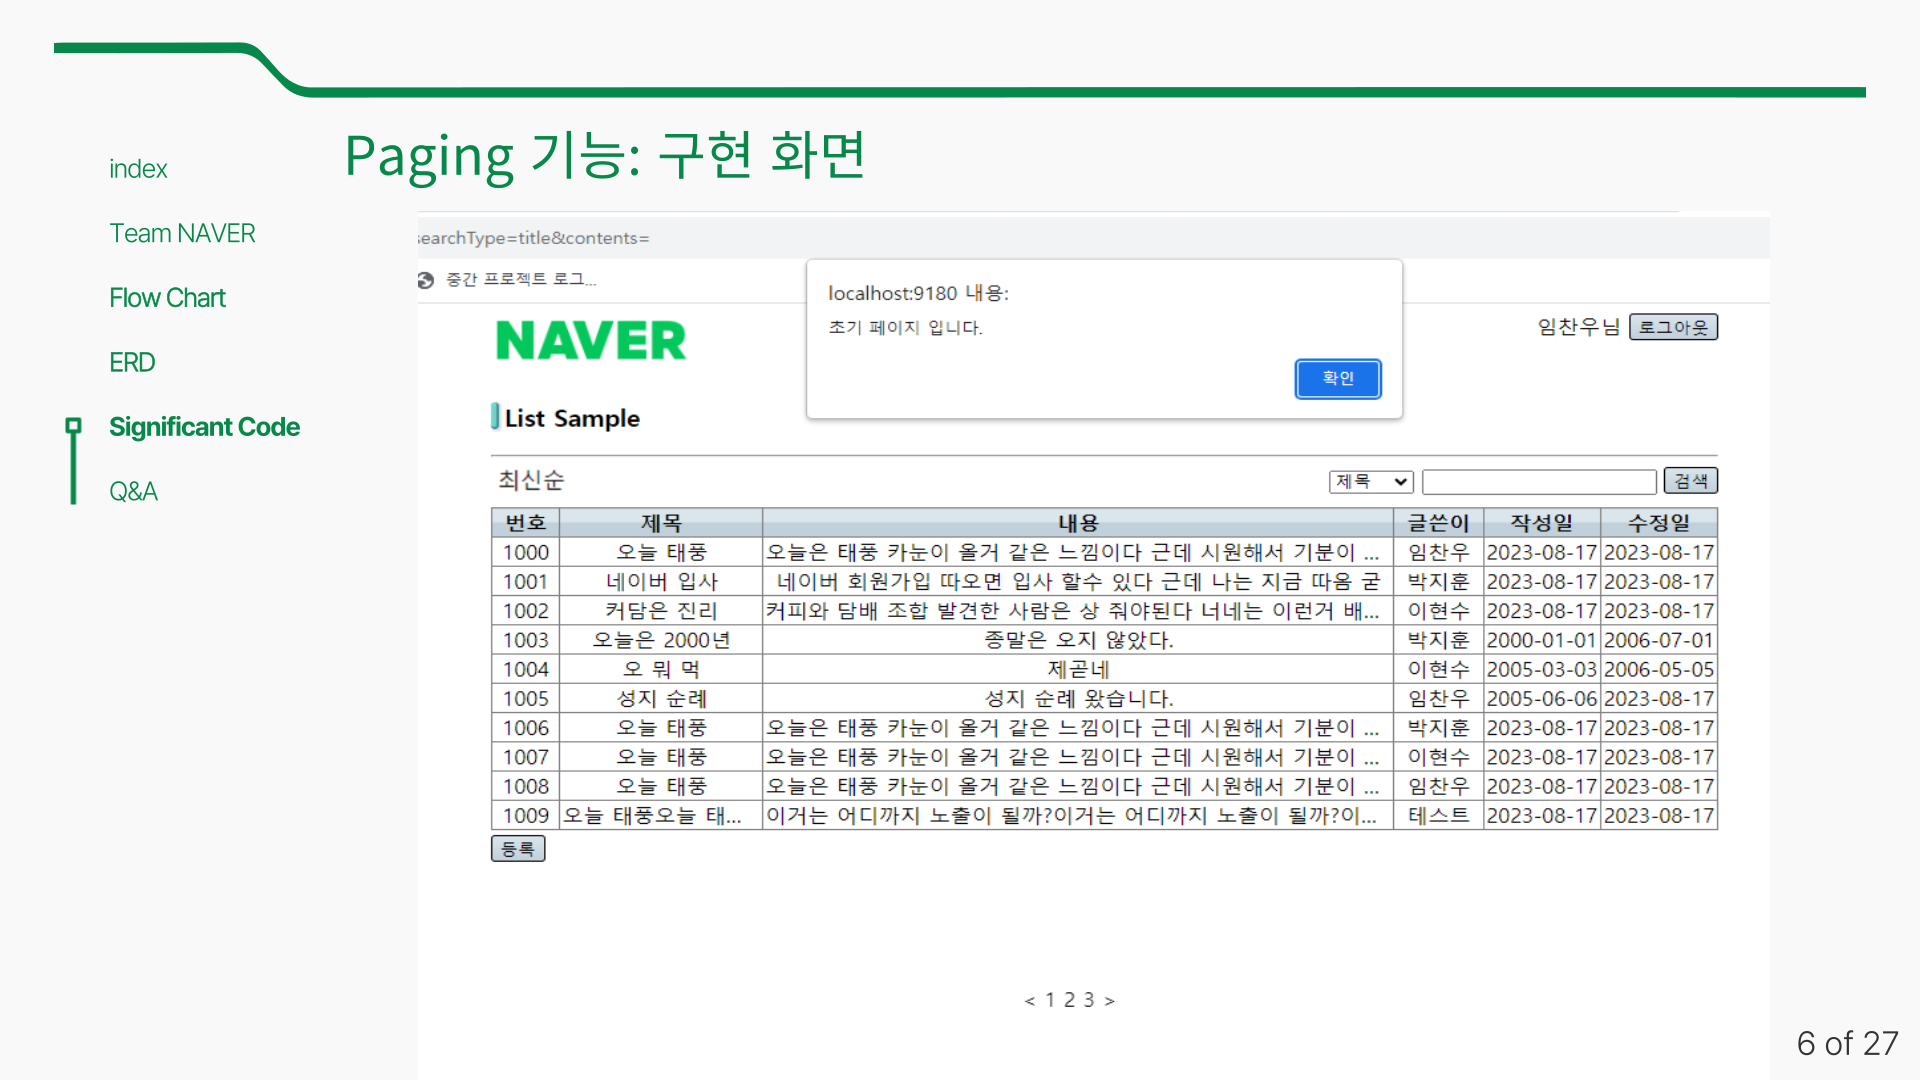 Paging 기능: 구현 화면
index
Team NAVER
Flow Chart
ERD
Significant Code
Q&A
searchType=title&contents=
중간 프로젝트 로그...
localhost:9180 내용:
초기 페이지 입니다.
확인
NAVER
임찬우님 로그아웃
List Sample
최신순 제목 검색
번호 제목 내용 글쓴이 작성일 수정일
1000 오늘 태풍 오늘은 태풍 카눈이 올거 같은 느낌이다 근데 시원해서 기분이 ... 임찬우 2023-08-17 2023-08-17
1001 네이버 입사 네이버 회원가입 따오면 입사 할수 있다 근데 나는 지금 따옴 굳 박지훈 2023-08-17 2023-08-17
1002 커담은 진리 커피와 담배 조합 발견한 사람은 상 줘야된다 너네는 이런거 배... 이현수 2023-08-17 2023-08-17
1003 오늘은 2000년 종말은 오지 않았다. 박지훈 2000-01-01 2006-07-01
1004 오 뭐 먹 제곧네 이현수 2005-03-03 2006-05-05
1005 성지 순례 성지 순례 왔습니다. 임찬우 2005-06-06 2023-08-17
1006 오늘 태풍 오늘은 태풍 카눈이 올거 같은 느낌이다 근데 시원해서 기분이 ... 박지훈 2023-08-17 2023-08-17
1007 오늘 태풍 오늘은 태풍 카눈이 올거 같은 느낌이다 근데 시원해서 기분이 ... 이현수 2023-08-17 2023-08-17
1008 오늘 태풍 오늘은 태풍 카눈이 올거 같은 느낌이다 근데 시원해서 기분이 ... 임찬우 2023-08-17 2023-08-17
1009 오늘 태풍오늘 태... 이거는 어디까지 노출이 될까?이거는 어디까지 노출이 될까?이... 테스트 2023-08-17 2023-08-17
등록
< 1 2 3 >
6 of 27